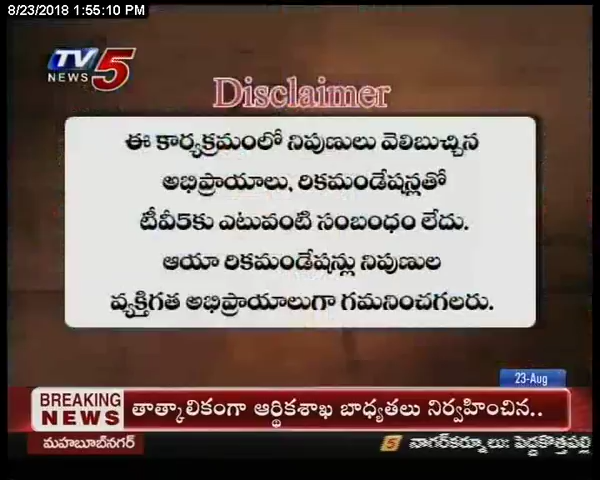 8/23/2018 1:55:10 PM
TV5
NEWS
Disclaimer
ఈ కార్యక్రమంలో నిపుణులు వెలిబుచ్చిన
అభిప్రాయాలు, రికమండేషన్లతో
టీవీ5కు ఎటువంటి సంబంధం లేదు.
ఆయా రికమండేషన్లు నిపుణుల
వ్యక్తిగత అభిప్రాయాలుగా గమనించగలరు.
23-Aug
BREAKING NEWS తాత్కాలికంగా ఆర్థికశాఖ బాధ్యతలు నిర్వహించిన..
మహబూబ్‌నగర్ 5 నాగర్‌కర్నూలు: పెద్దకొత్తపల్లి